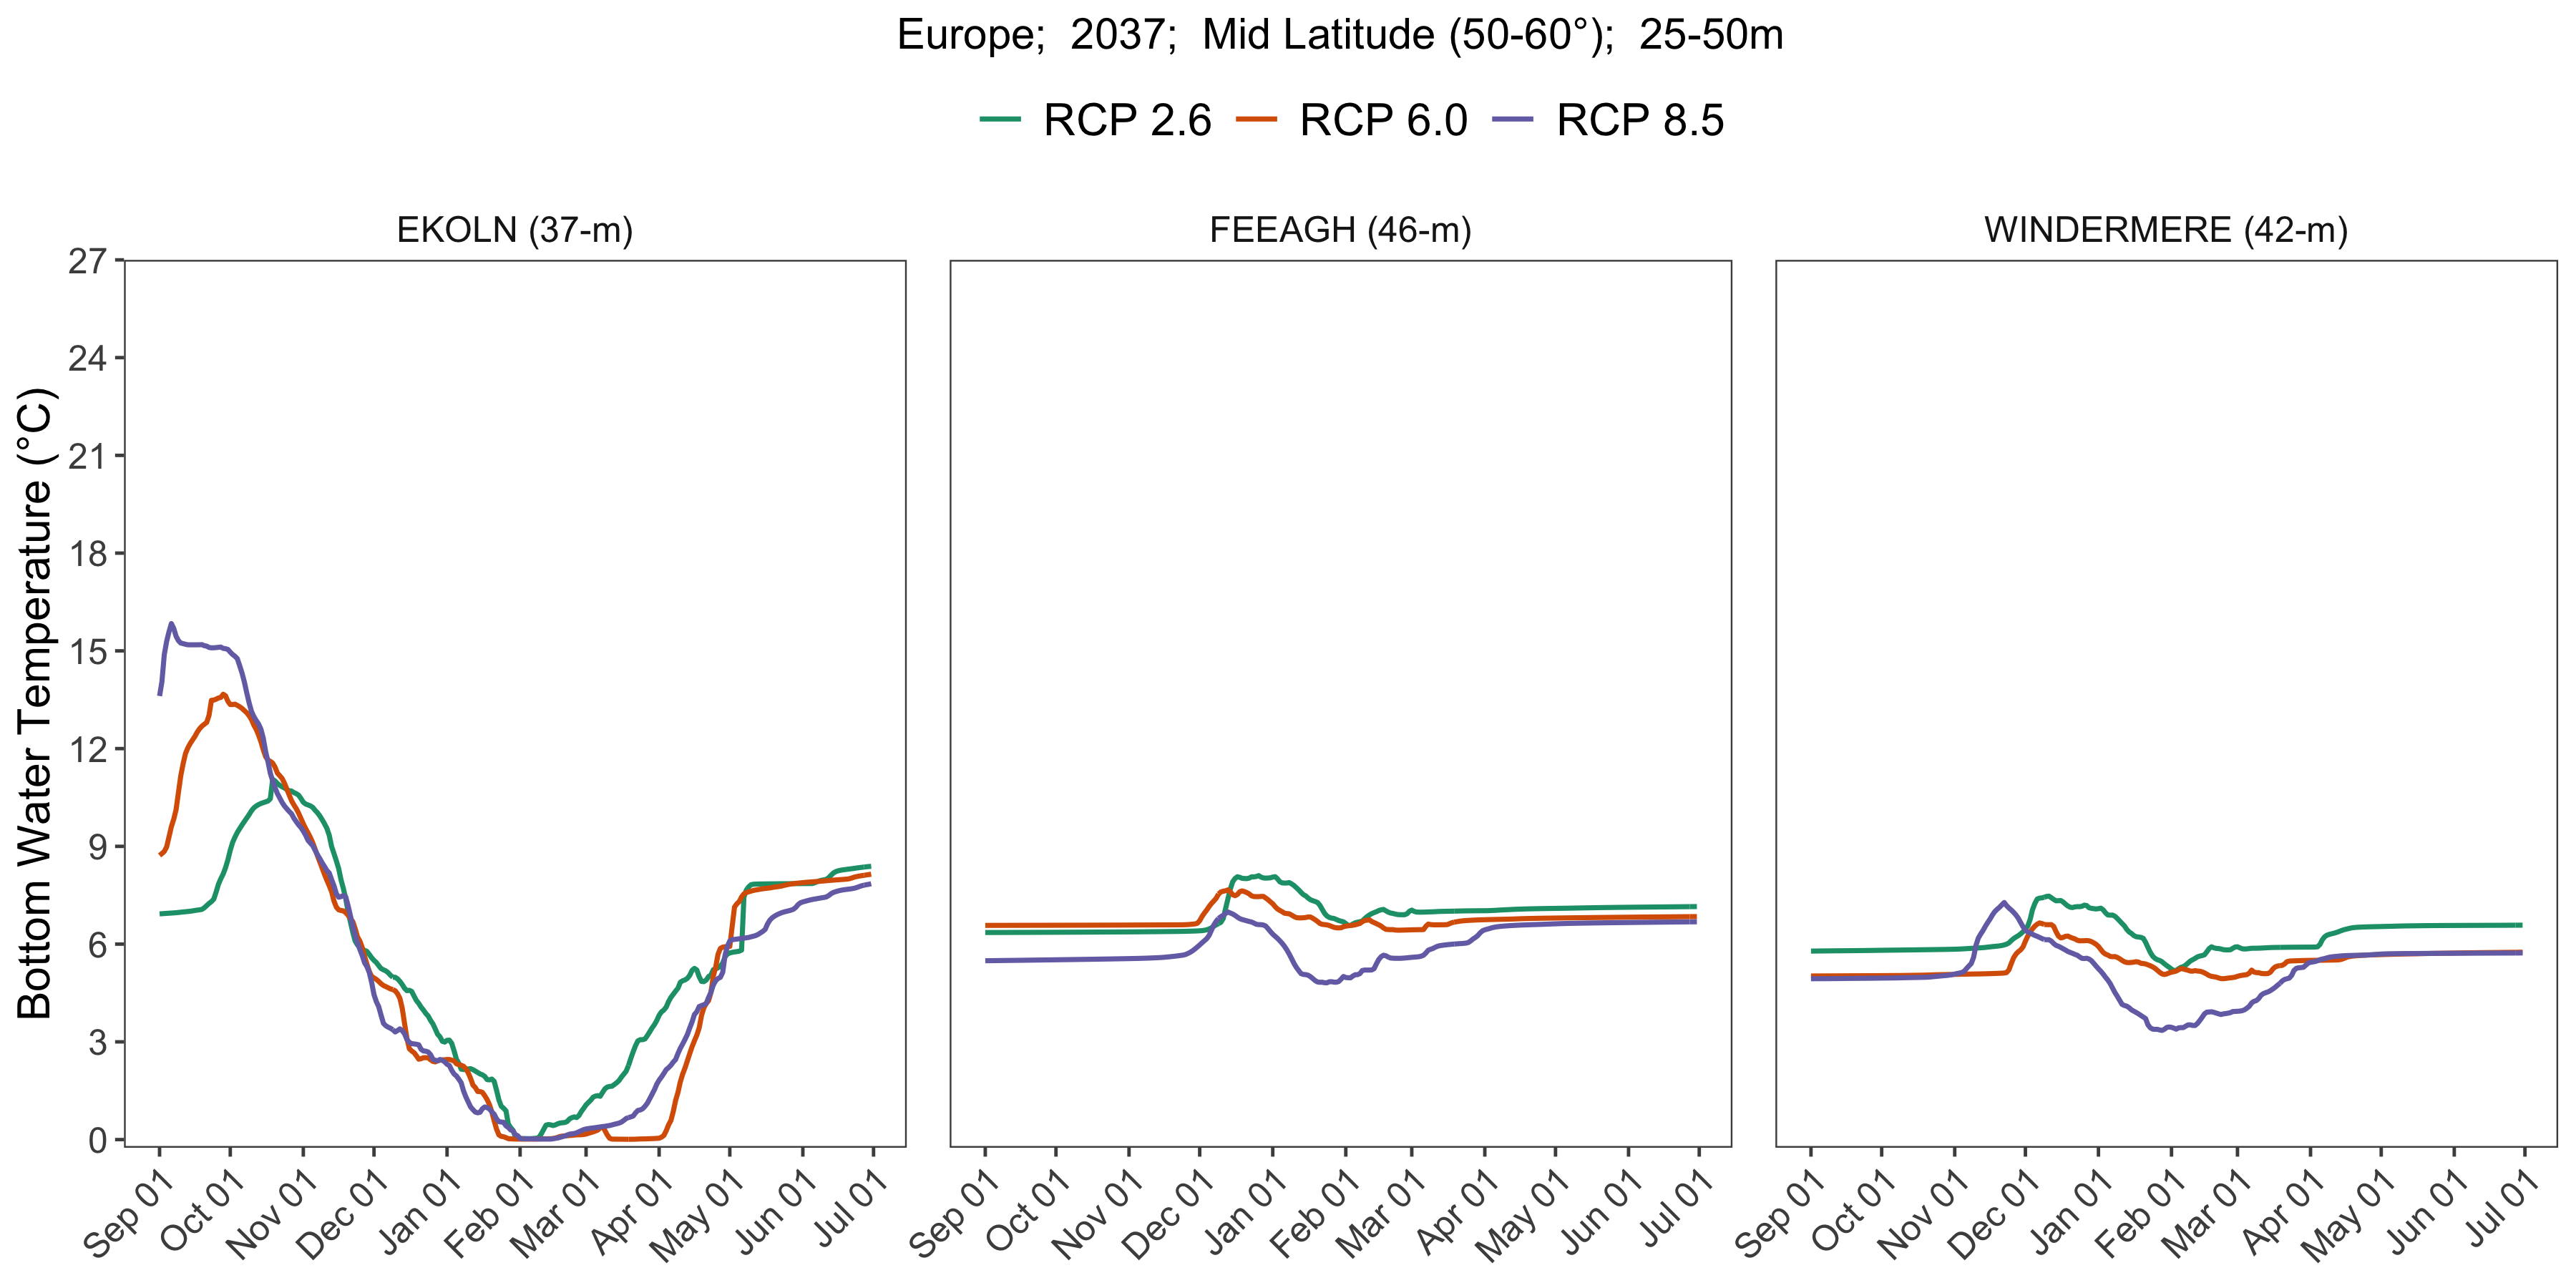 Europe;  2037;  Mid Latitude (50-60°);  25-50m
RCP 2.6 RCP 6.0 RCP 8.5
EKOLN (37-m) FEEAGH (46-m) WINDERMERE (42-m)
Bottom Water Temperature (°C)
27
24
21
18
15
12
9
6
3
0
Sep 01 Oct 01 Nov 01 Dec 01 Jan 01 Feb 01 Mar 01 Apr 01 May 01 Jun 01 Jul 01
Sep 01 Oct 01 Nov 01 Dec 01 Jan 01 Feb 01 Mar 01 Apr 01 May 01 Jun 01 Jul 01
Sep 01 Oct 01 Nov 01 Dec 01 Jan 01 Feb 01 Mar 01 Apr 01 May 01 Jun 01 Jul 01